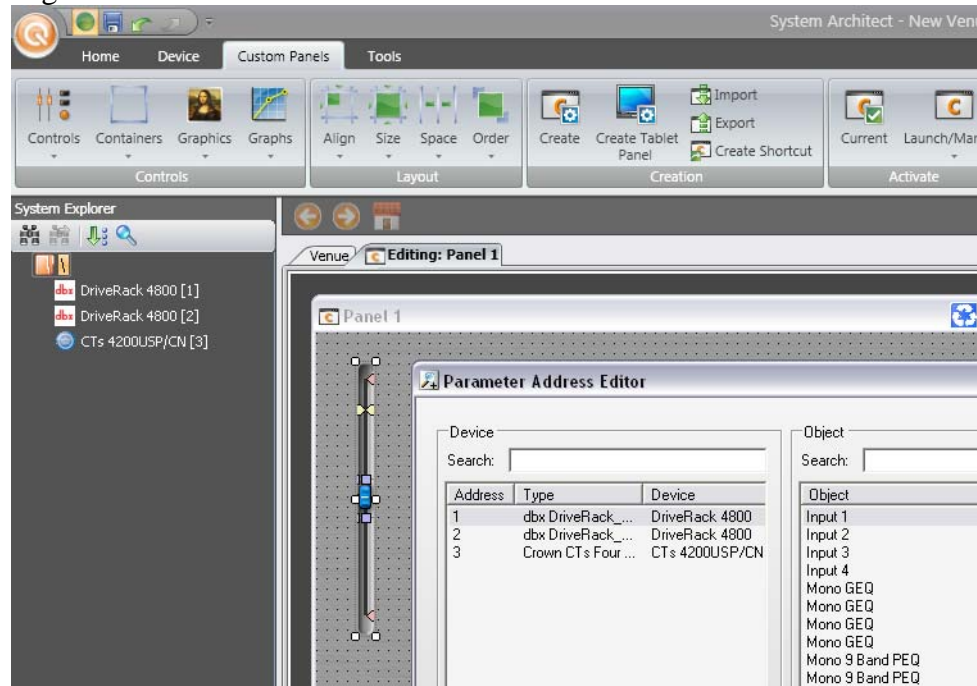 System Architect - New Venu
Home Device Custom Panels Tools
Controls Containers Graphics Graphs
Align Size Space Order
Create Create Tablet Panel
Import
Export
Create Shortcut
Current Launch/Man
Controls Layout Creation Activate
System Explorer
DriveRack 4800 [1]
DriveRack 4800 [2]
CTs 4200USP/CN [3]
Venue Editing: Panel 1
Panel 1
Parameter Address Editor
Device Object
Search: Search:
Address Type Device Object
1 dbx DriveRack_... DriveRack 4800 Input 1
2 dbx DriveRack_... DriveRack 4800 Input 2
3 Crown CTs Four ... CTs 4200USP/CN Input 3
Input 4
Mono GEQ
Mono GEQ
Mono GEQ
Mono GEQ
Mono 9 Band PEQ
Mono 9 Band PEQ